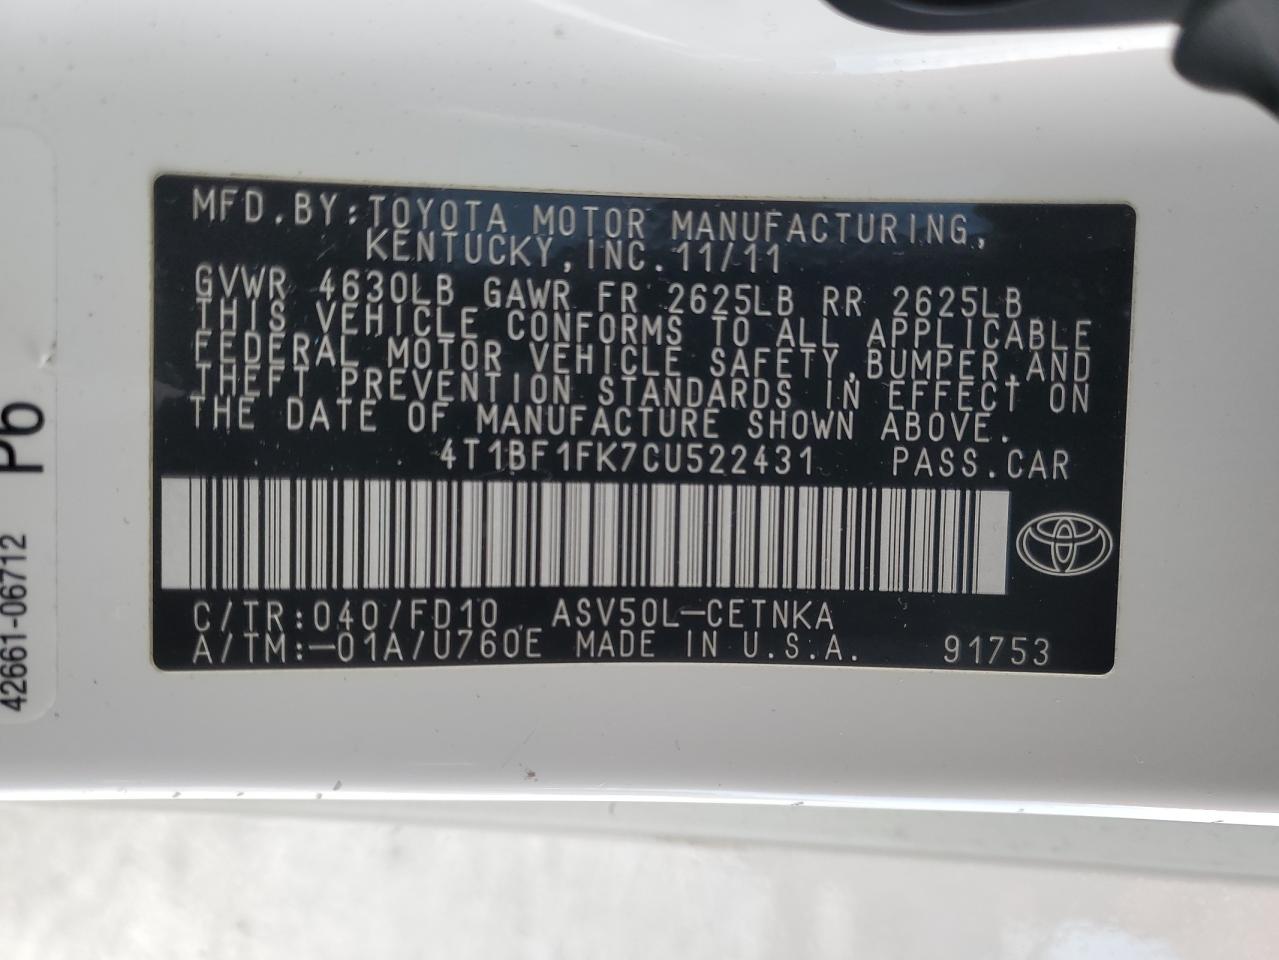 MFD.BY:TOYOTA MOTOR MANUFACTURING,
KENTUCKY,INC.11/11
GVWR 4630LB GAWR FR 2625LB RR 2625LB
THIS VEHICLE CONFORMS TO ALL APPLICABLE
FEDERAL MOTOR VEHICLE SAFETY,BUMPER,AND
THEFT PREVENTION STANDARDS IN EFFECT ON
THE DATE OF MANUFACTURE SHOWN ABOVE.
4T1BF1FK7CU522431 PASS.CAR
C/TR:040/FD10 ASV50L-CETNKA
A/TM:-01A/U760E MADE IN U.S.A. 91753
42661-06712 P6